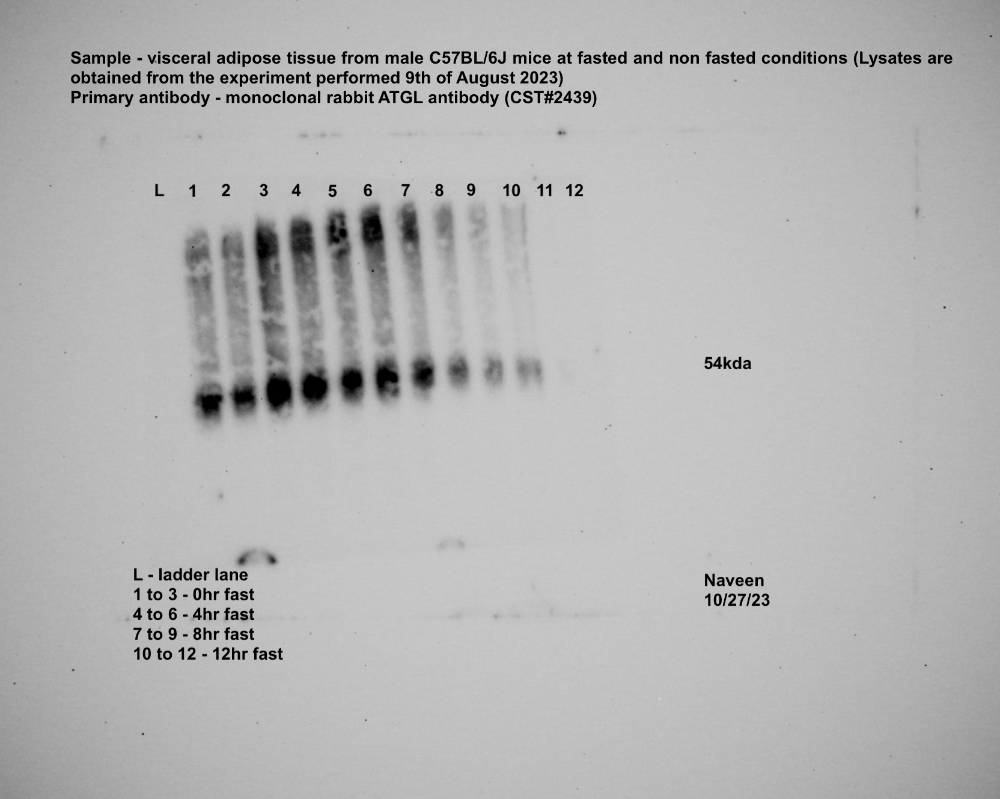 Sample - visceral adipose tissue from male C57BL/6J mice at fasted and non fasted conditions (Lysates are
obtained from the experiment performed 9th of August 2023)
Primary antibody - monoclonal rabbit ATGL antibody (CST#2439)
L 1 2 3 4 5 6 7 8 9 10 11 12
54kda
L - ladder lane
1 to 3 - 0hr fast
4 to 6 - 4hr fast
7 to 9 - 8hr fast
10 to 12 - 12hr fast
Naveen
10/27/23